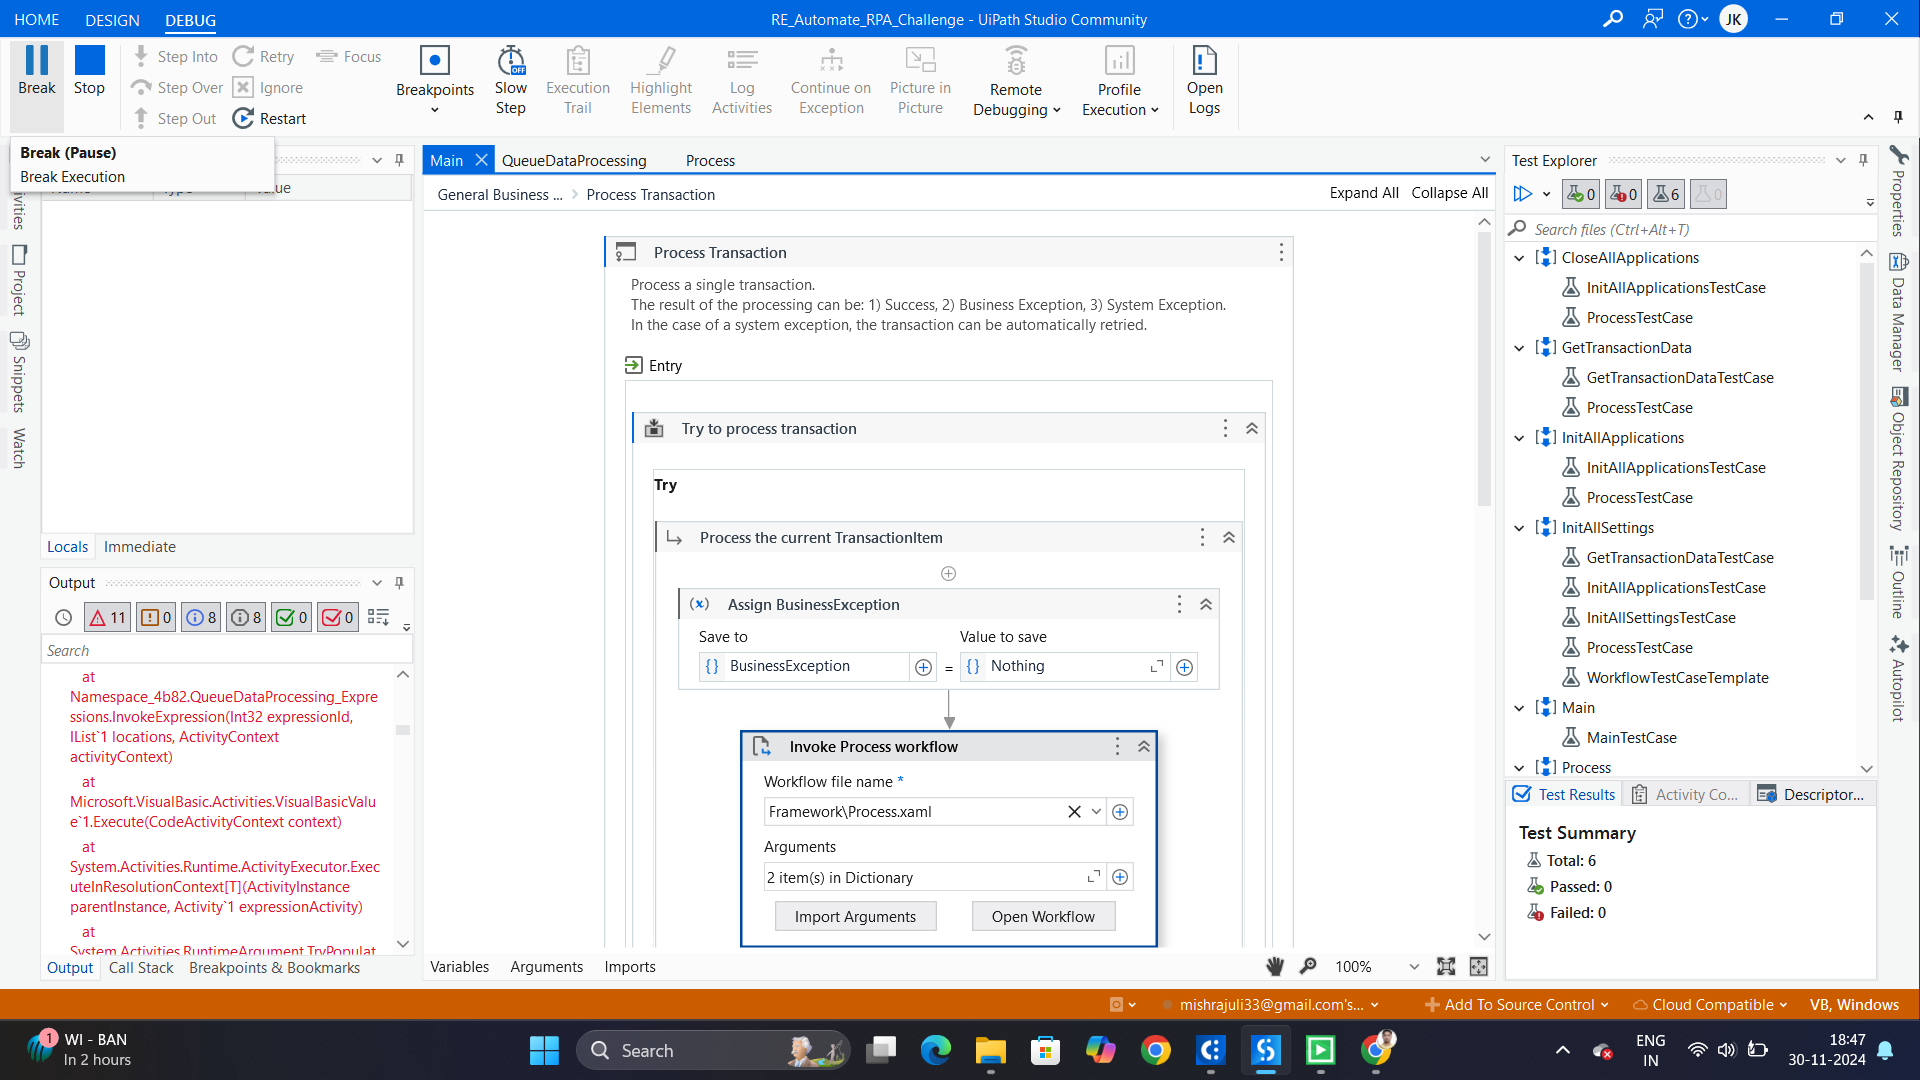 HOME DESIGN DEBUG
RE_Automate_RPA_Challenge - UiPath Studio Community
JK
Break
Stop
Step Into
Step Over
Step Out
Retry
Ignore
Restart
Focus
Breakpoints
Slow
Step
OFF
Execution
Trail
Highlight
Elements
Log
Activities
Continue on
Exception
Picture in
Picture
Remote
Debugging
Profile
Execution
Open
Logs
Break (Pause)
Break Execution
Project
Snippets
Watch
Locals Immediate
Output
11
0
8
8
0
0
Search
at
Namespace_4b82.QueueDataProcessing_Expre
ssions.InvokeExpression(Int32 expressionId,
IList`1 locations, ActivityContext
activityContext)
at
Microsoft.VisualBasic.Activities.VisualBasicValu
e`1.Execute(CodeActivityContext context)
at
System.Activities.Runtime.ActivityExecutor.Exec
uteInResolutionContext[T](ActivityInstance
parentInstance, Activity`1 expressionActivity)
at
System.Activities.RuntimeArgument.TryPopulat
Output Call Stack Breakpoints & Bookmarks
Main QueueDataProcessing Process
General Business ... > Process Transaction
Expand All Collapse All
Process Transaction
Process a single transaction.
The result of the processing can be: 1) Success, 2) Business Exception, 3) System Exception.
In the case of a system exception, the transaction can be automatically retried.
Entry
Try to process transaction
Try
Process the current TransactionItem
(x) Assign BusinessException
Save to Value to save
{} BusinessException = {} Nothing
Invoke Process workflow
Workflow file name *
Framework\Process.xaml
Arguments
2 item(s) in Dictionary
Import Arguments Open Workflow
Variables Arguments Imports
100%
Test Explorer
0
0
6
0
Search files (Ctrl+Alt+T)
CloseAllApplications
InitAllApplicationsTestCase
ProcessTestCase
GetTransactionData
GetTransactionDataTestCase
ProcessTestCase
InitAllApplications
InitAllApplicationsTestCase
ProcessTestCase
InitAllSettings
GetTransactionDataTestCase
InitAllApplicationsTestCase
InitAllSettingsTestCase
ProcessTestCase
WorkflowTestCaseTemplate
Main
MainTestCase
Process
Test Results Activity Co... Descriptor...
Test Summary
Total: 6
Passed: 0
Failed: 0
Properties
Data Manager
Object Repository
Outline
Autopilot
mishrajuli33@gmail.com's...
Add To Source Control
Cloud Compatible
VB, Windows
1
WI - BAN
In 2 hours
Search
ENG
IN
18:47
30-11-2024